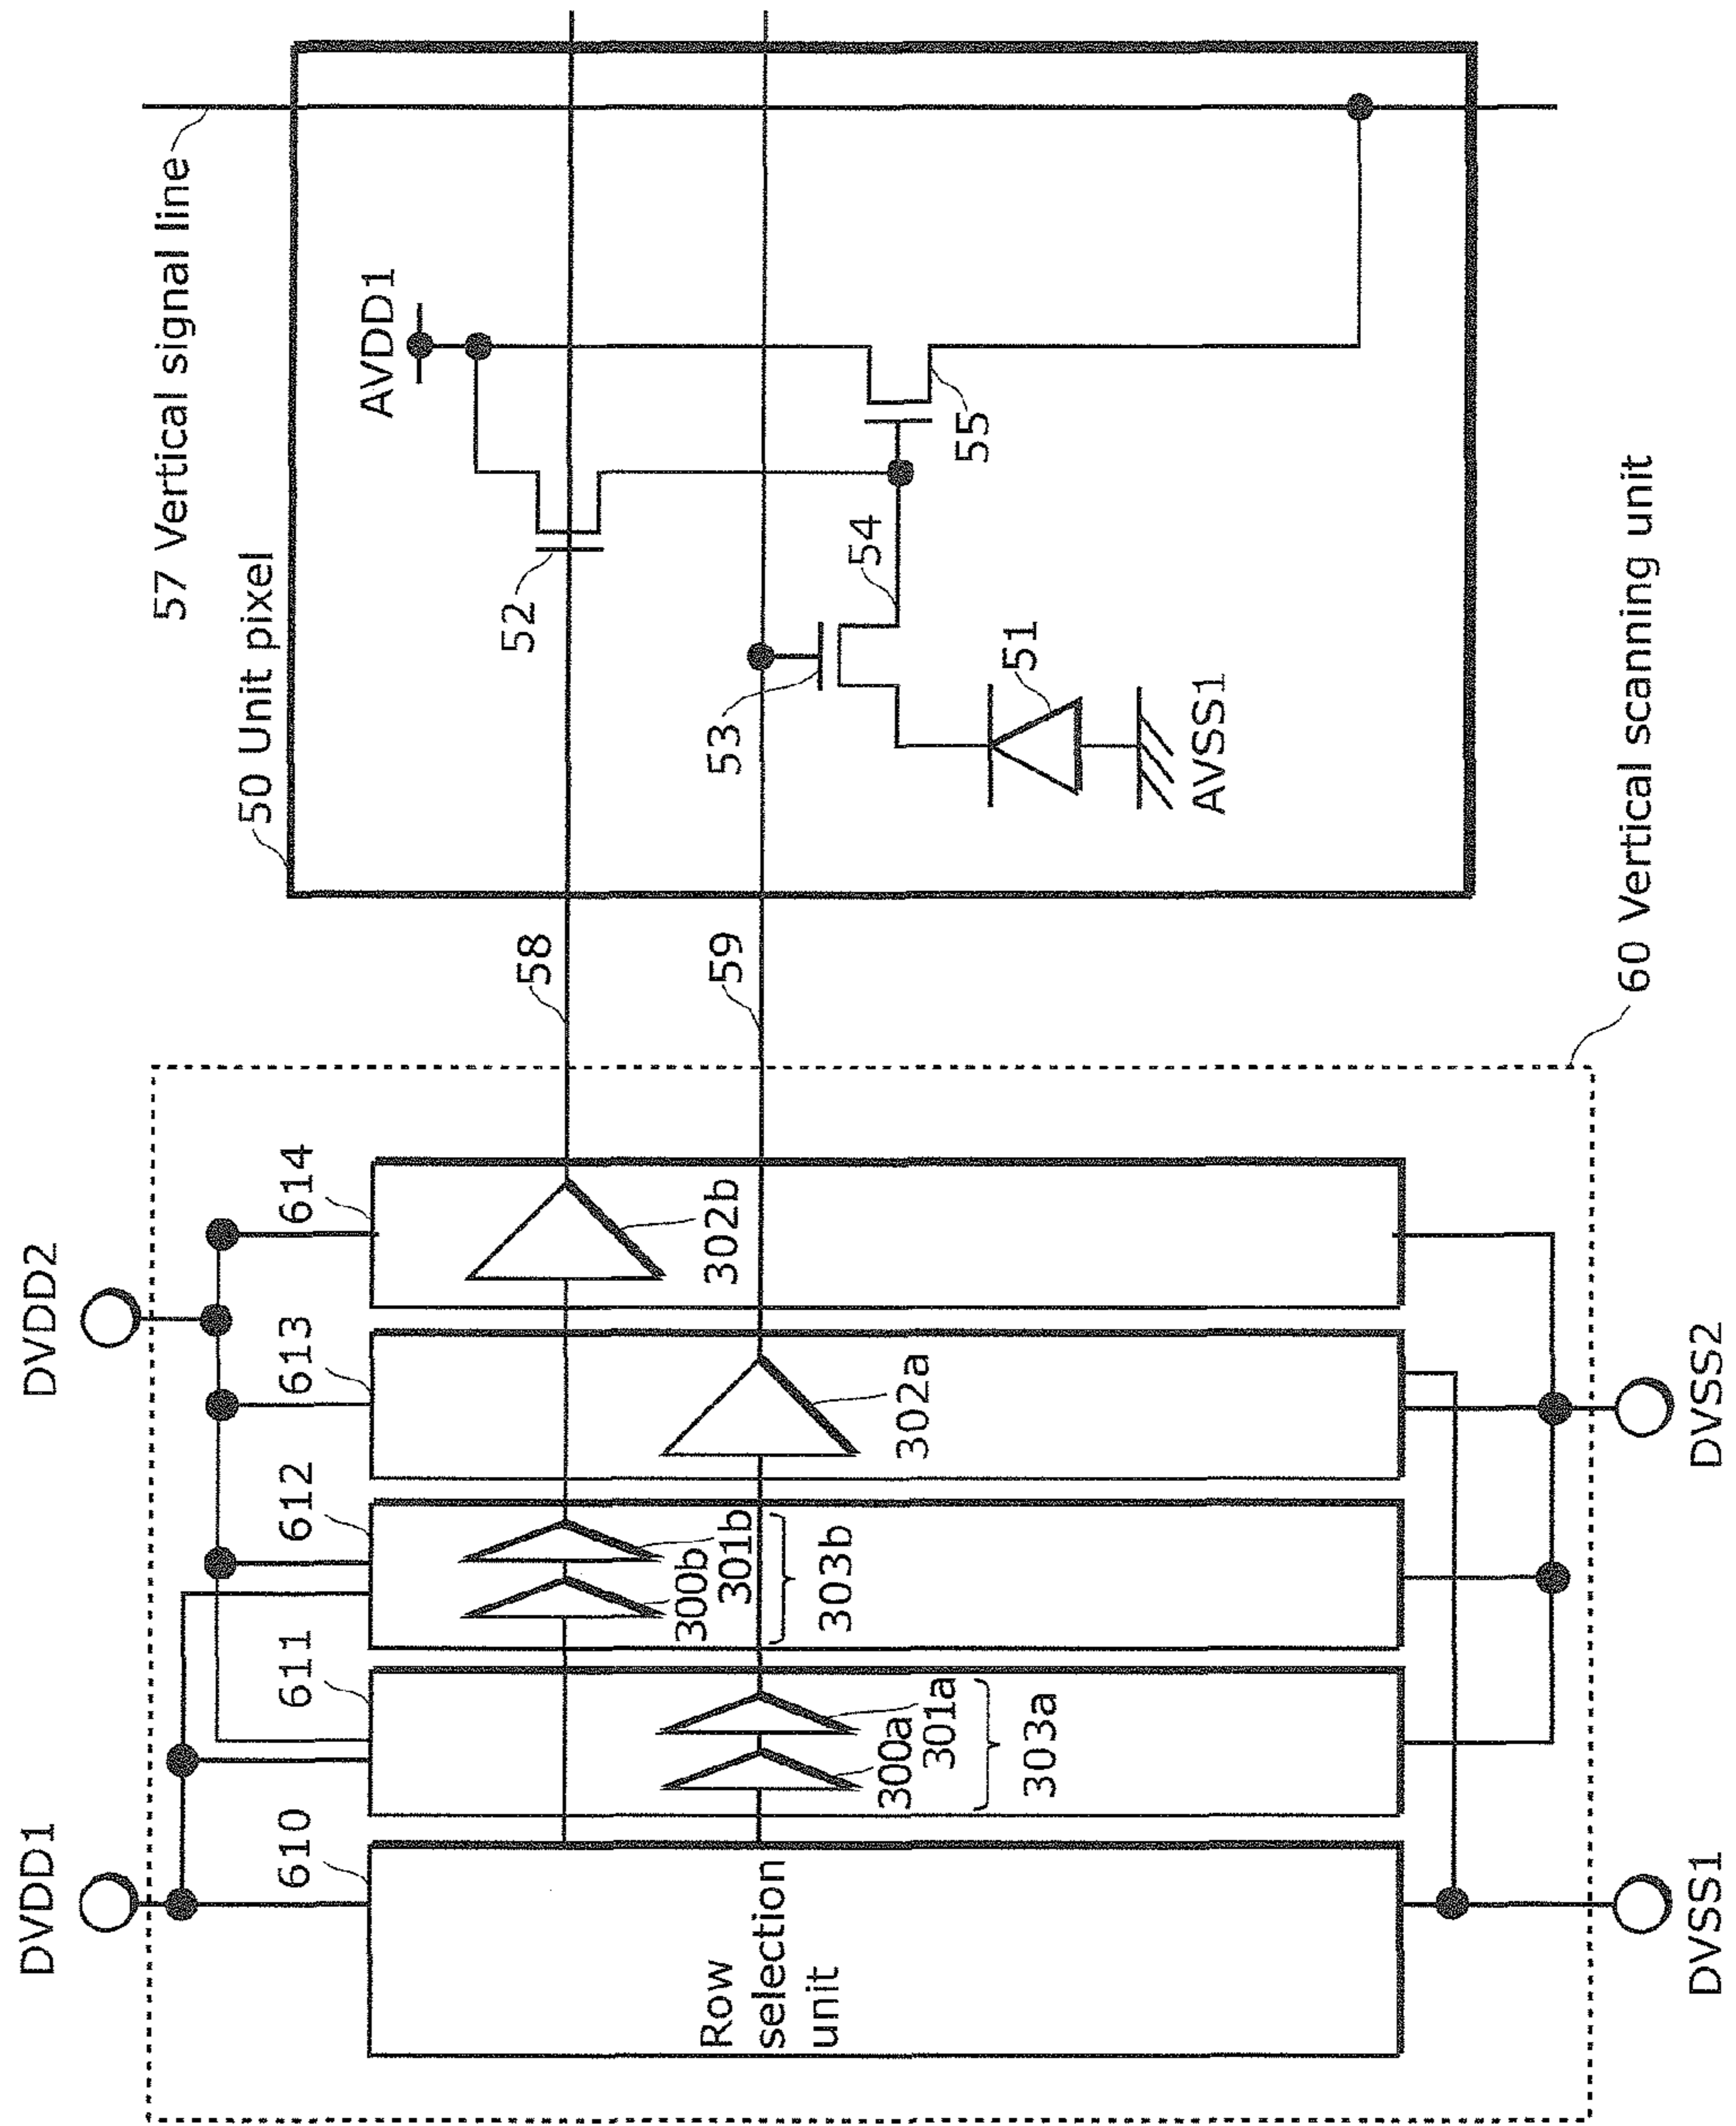 DVDD1
DVDD2
57 Vertical signal line
50 Unit pixel
610
611
612
613
614
58
59
52
53
54
55
51
AVDD1
AVSS1
Row
selection
unit
300a
301a
303a
300b
301b
303b
302a
302b
DVSS1
DVSS2
60 Vertical scanning unit